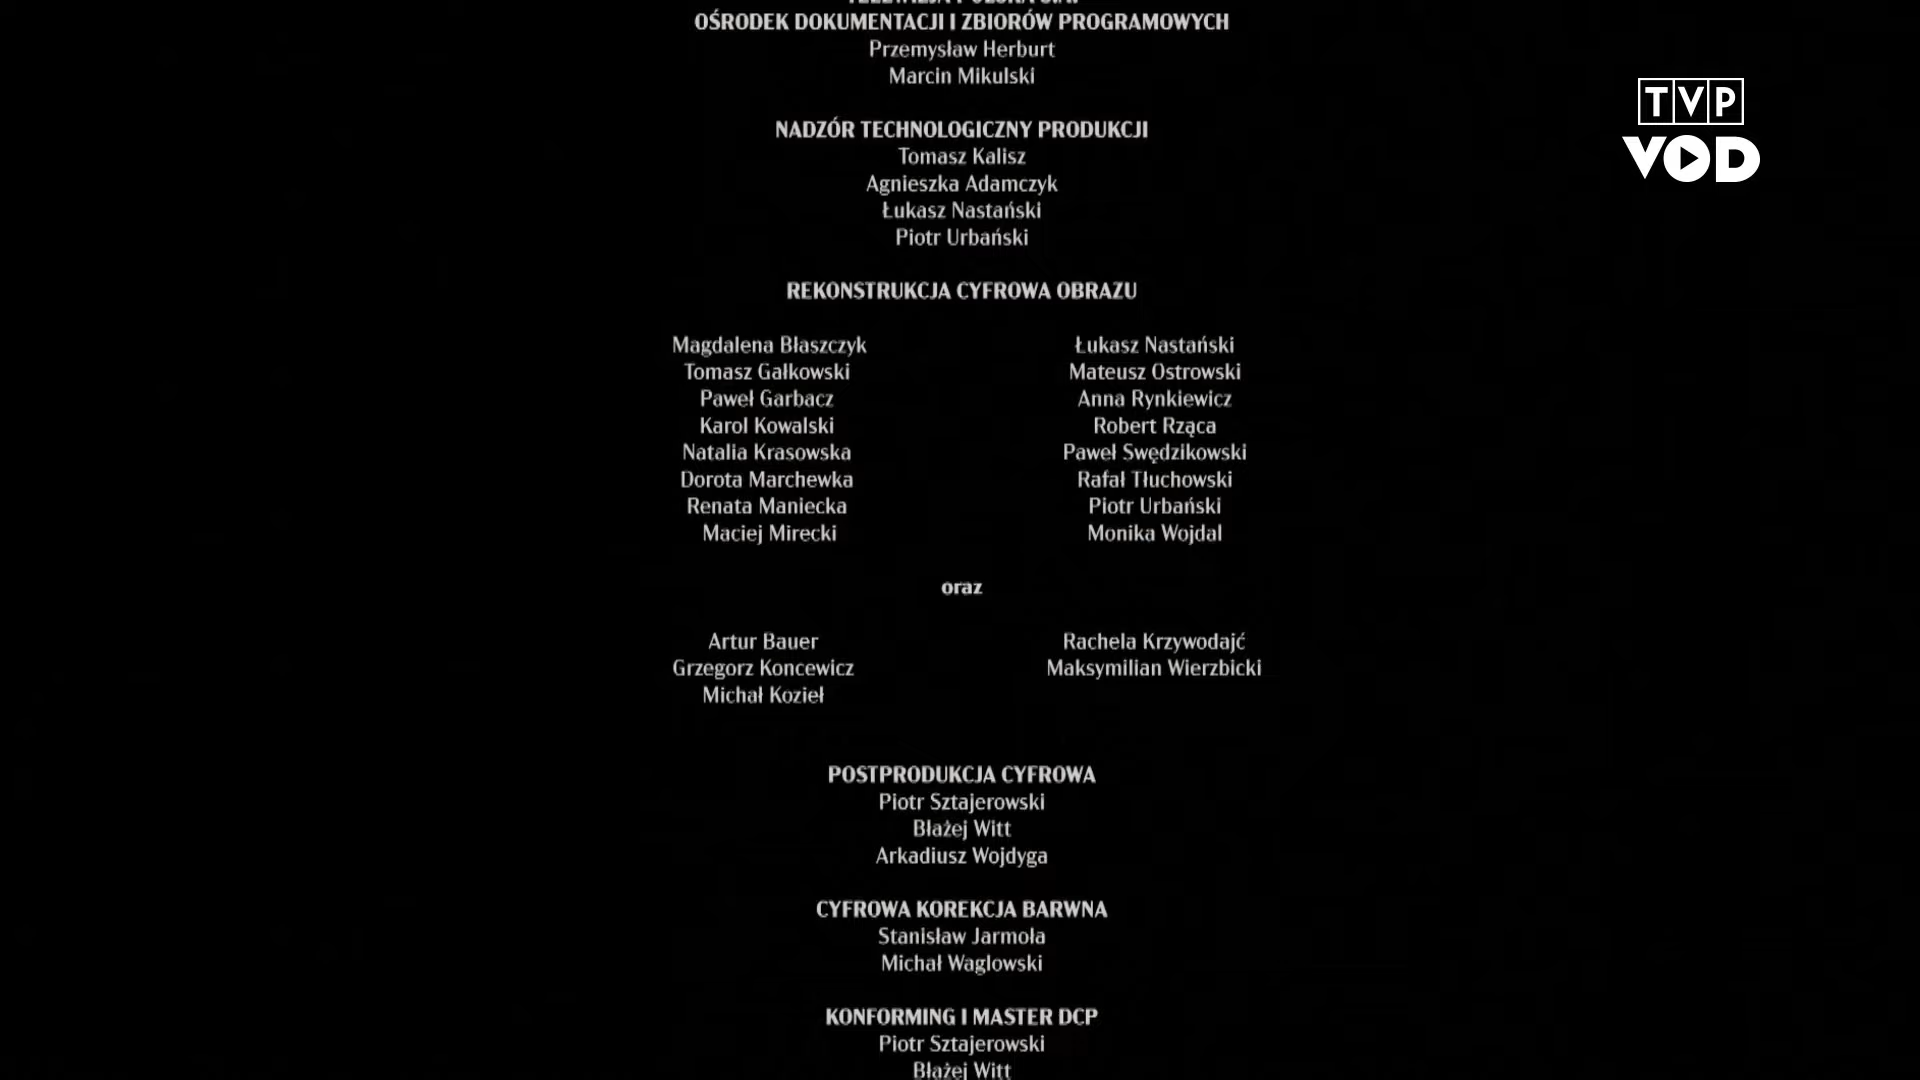 TELEWIZJA POLSKA S.A.
OŚRODEK DOKUMENTACJI I ZBIORÓW PROGRAMOWYCH
Przemysław Herburt
Marcin Mikulski
TVP
VOD
NADZÓR TECHNOLOGICZNY PRODUKCJI
Tomasz Kalisz
Agnieszka Adamczyk
Łukasz Nastański
Piotr Urbański
REKONSTRUKCJA CYFROWA OBRAZU
Magdalena Błaszczyk
Tomasz Gałkowski
Paweł Garbacz
Karol Kowalski
Natalia Krasowska
Dorota Marchewka
Renata Maniecka
Maciej Mirecki
Łukasz Nastański
Mateusz Ostrowski
Anna Rynkiewicz
Robert Rząca
Paweł Swędzikowski
Rafał Tłuchowski
Piotr Urbański
Monika Wojdal
oraz
Artur Bauer
Grzegorz Koncewicz
Michał Kozieł
Rachela Krzywodajć
Maksymilian Wierzbicki
POSTPRODUKCJA CYFROWA
Piotr Sztajerowski
Błażej Witt
Arkadiusz Wojdyga
CYFROWA KOREKCJA BARWNA
Stanisław Jarmoła
Michał Waglowski
KONFORMING I MASTER DCP
Piotr Sztajerowski
Błażej Witt